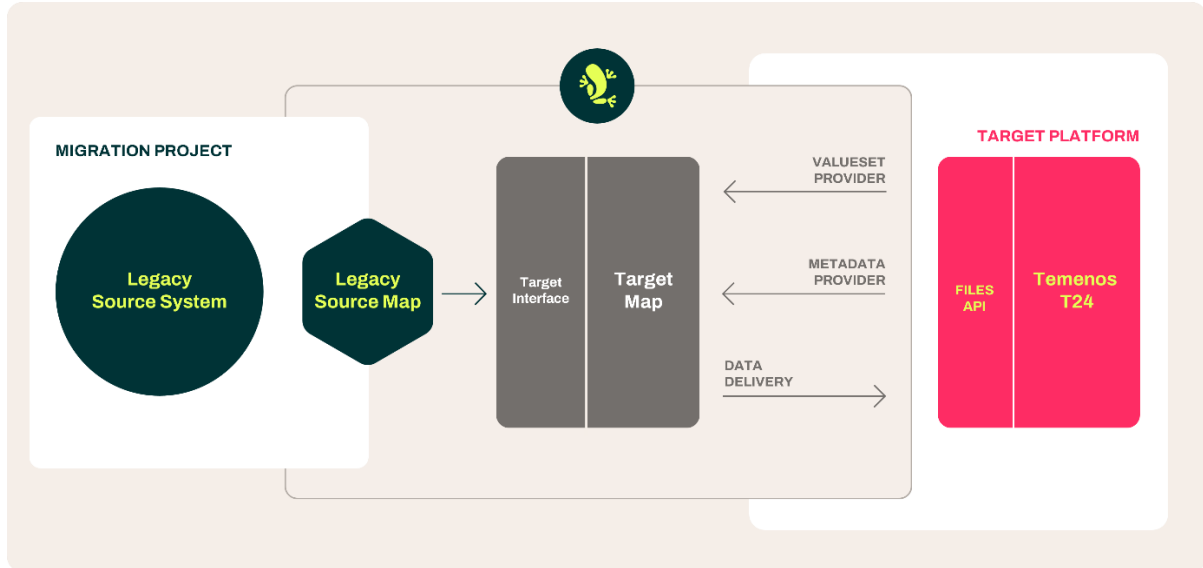 MIGRATION PROJECT
Legacy
Source System
Legacy
Source Map
Target
Interface
Target
Map
VALUESET
PROVIDER
METADATA
PROVIDER
DATA
DELIVERY
TARGET PLATFORM
FILES
API
Temenos
T24